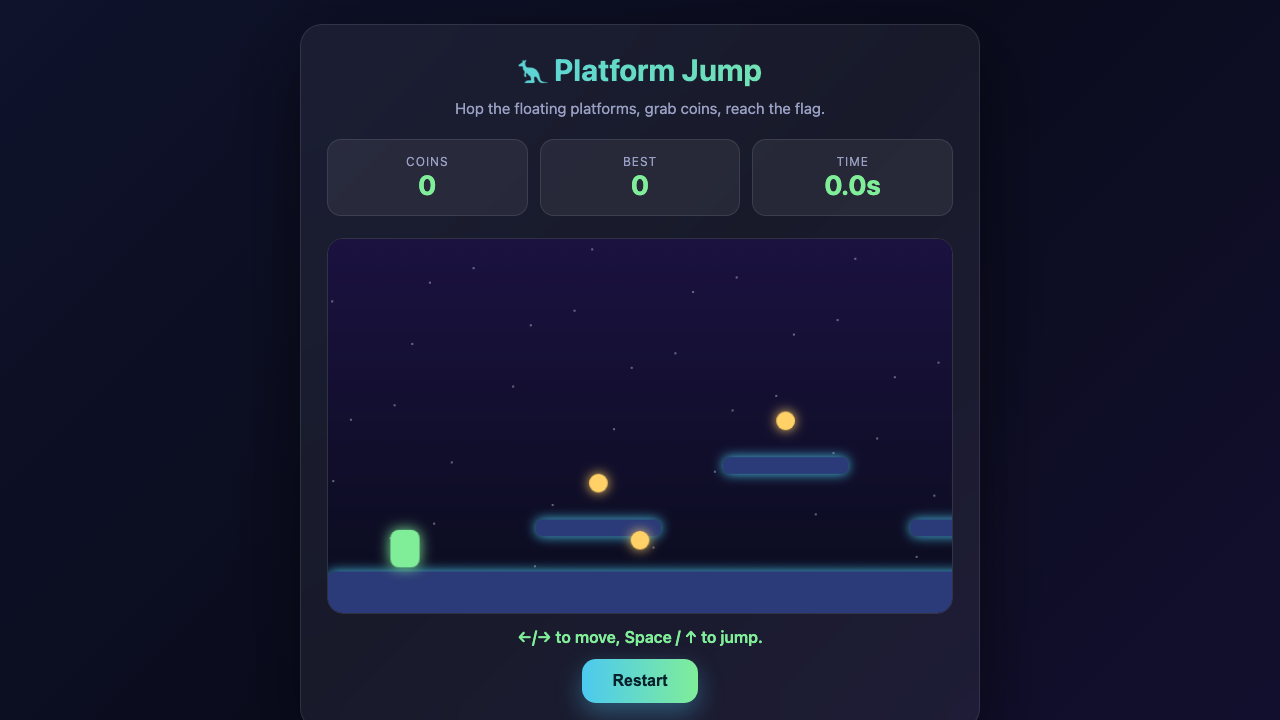 🦘 Platform Jump
Hop the floating platforms, grab coins, reach the flag.
COINS
0
BEST
0
TIME
0.0s
←/→ to move, Space / ↑ to jump.
Restart